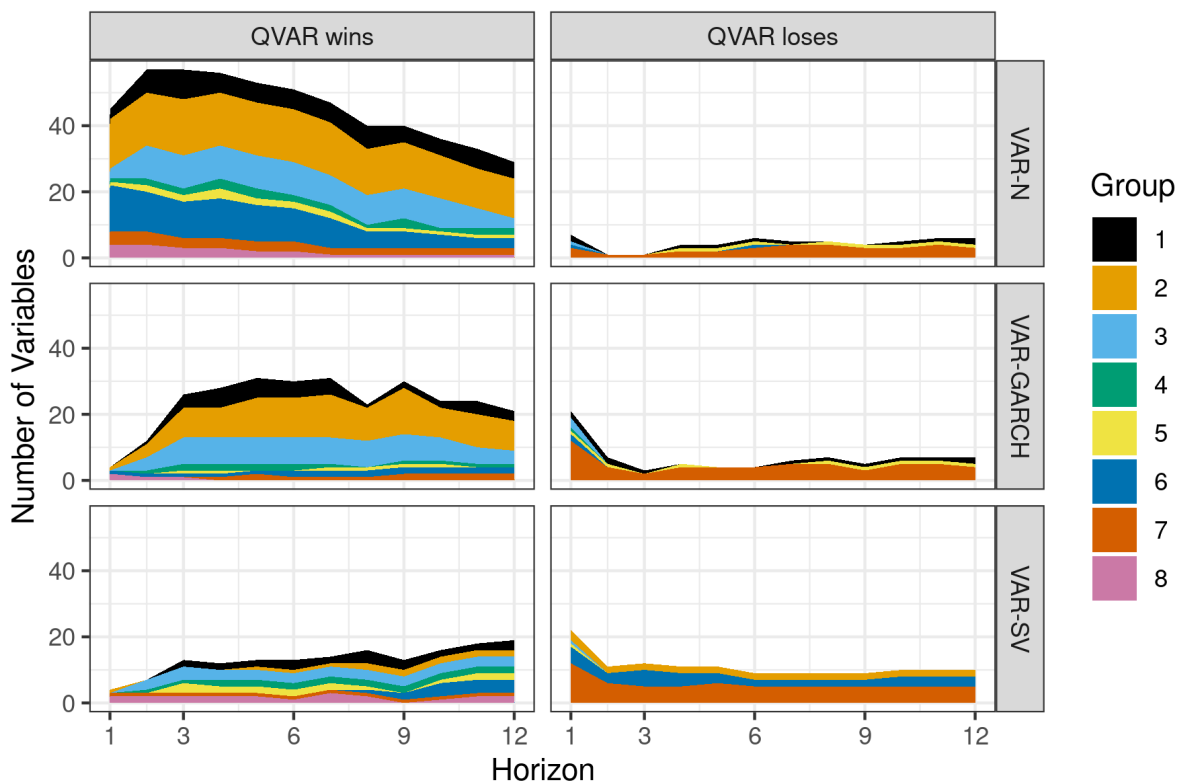 QVAR wins
QVAR loses
Number of Variables
40
20
0
VAR-N
40
20
0
VAR-GARCH
40
20
0
VAR-SV
1 3 6 9 12
1 3 6 9 12
Horizon
Group
1
2
3
4
5
6
7
8